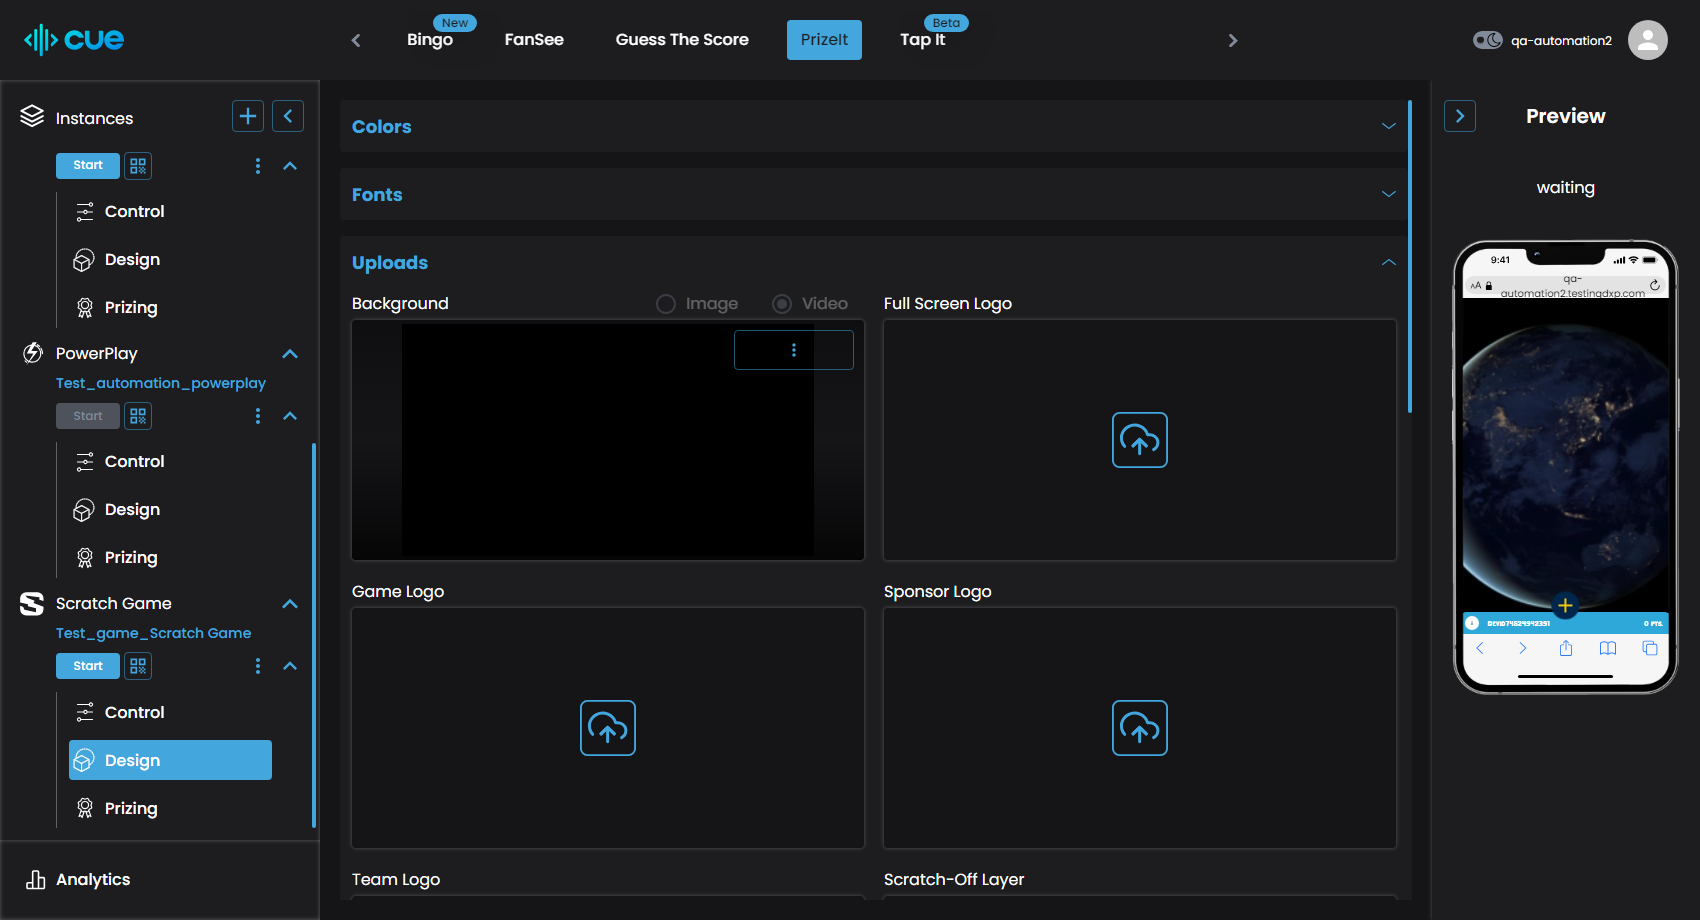 cue
Bingo
New
FanSee
Guess The Score
PrizeIt
Tap It
Beta
qa-automation2
Instances
Start
Control
Design
Prizing
PowerPlay
Test_automation_powerplay
Start
Control
Design
Prizing
Scratch Game
Test_game_Scratch Game
Start
Control
Design
Prizing
Analytics
Colors
Fonts
Uploads
Background
Image
Video
Full Screen Logo
Game Logo
Sponsor Logo
Team Logo
Scratch-Off Layer
Preview
waiting
9:41
AA
qa-
automation2.testingdxp.com
0 PTS.